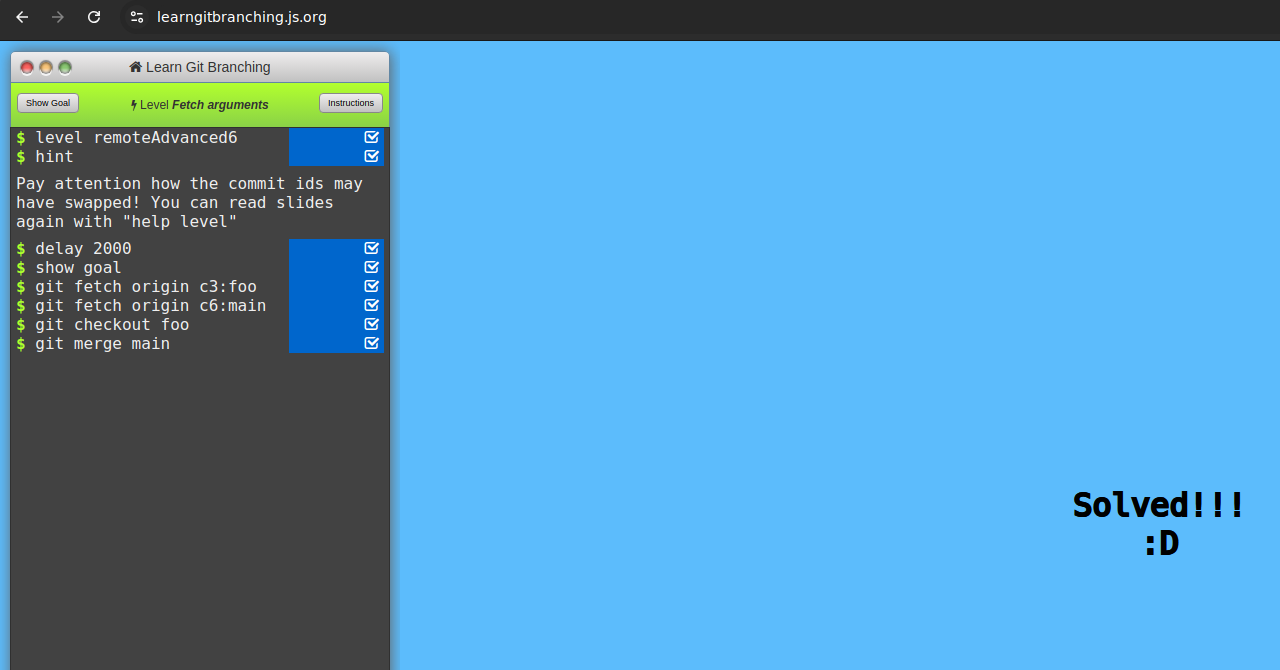 learngitbranching.js.org
Learn Git Branching
Show Goal
Level Fetch arguments
Instructions
$ level remoteAdvanced6
$ hint
Pay attention how the commit ids may
have swapped! You can read slides
again with "help level"
$ delay 2000
$ show goal
$ git fetch origin c3:foo
$ git fetch origin c6:main
$ git checkout foo
$ git merge main
Solved!!!
:D